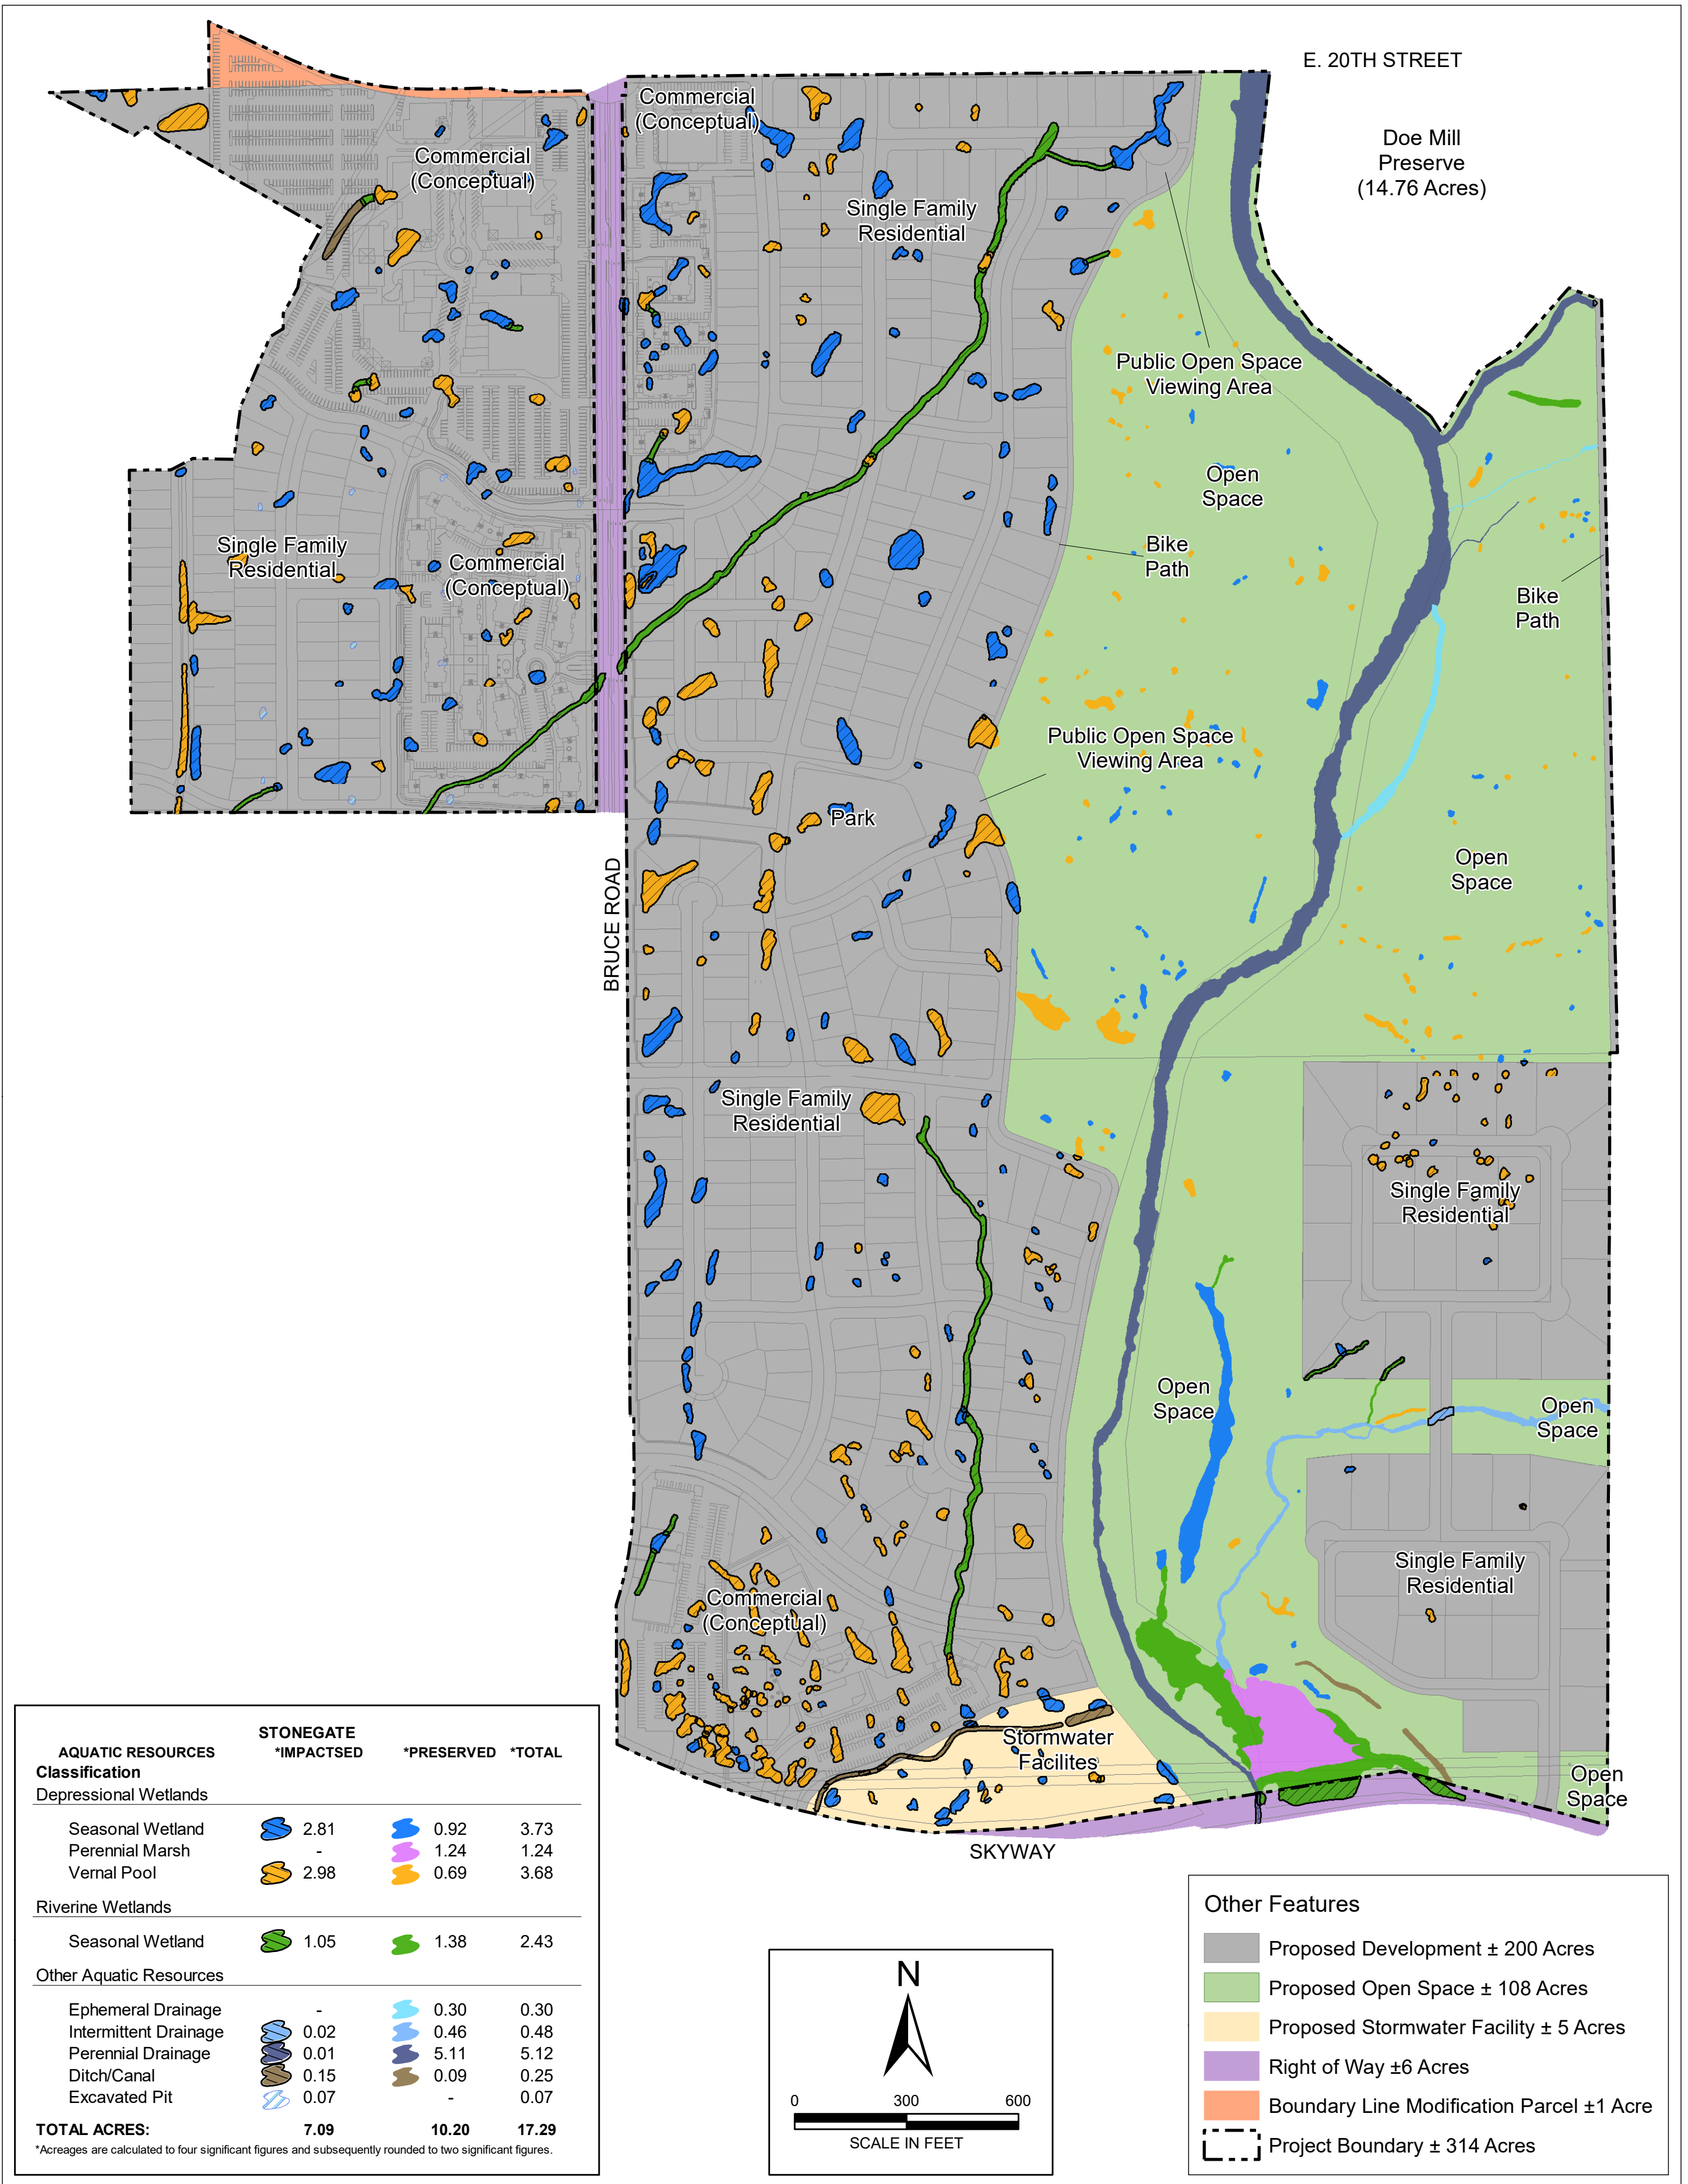 E. 20TH STREET
Doe Mill
Preserve
(14.76 Acres)
Commercial
(Conceptual)
Commercial
(Conceptual)
Single Family
Residential
Public Open Space
Viewing Area
Open
Space
Bike
Path
Single Family
Residential
Commercial
(Conceptual)
Bike
Path
Public Open Space
Viewing Area
Park
Open
Space
BRUCE ROAD
Single Family
Residential
Single Family
Residential
Open
Space
Open
Space
Single Family
Residential
Commercial
(Conceptual)
Stormwater
Facilites
Open
Space
SKYWAY
STONEGATE
AQUATIC RESOURCES *IMPACTSED *PRESERVED *TOTAL
Classification
Depressional Wetlands
Seasonal Wetland 2.81 0.92 3.73
Perennial Marsh - 1.24 1.24
Vernal Pool 2.98 0.69 3.68
Riverine Wetlands
Seasonal Wetland 1.05 1.38 2.43
Other Aquatic Resources
Ephemeral Drainage - 0.30 0.30
Intermittent Drainage 0.02 0.46 0.48
Perennial Drainage 0.01 5.11 5.12
Ditch/Canal 0.15 0.09 0.25
Excavated Pit 0.07 - 0.07
TOTAL ACRES: 7.09 10.20 17.29
*Acreages are calculated to four significant figures and subsequently rounded to two significant figures.
N
0 300 600
SCALE IN FEET
Other Features
Proposed Development ± 200 Acres
Proposed Open Space ± 108 Acres
Proposed Stormwater Facility ± 5 Acres
Right of Way ±6 Acres
Boundary Line Modification Parcel ±1 Acre
Project Boundary ± 314 Acres